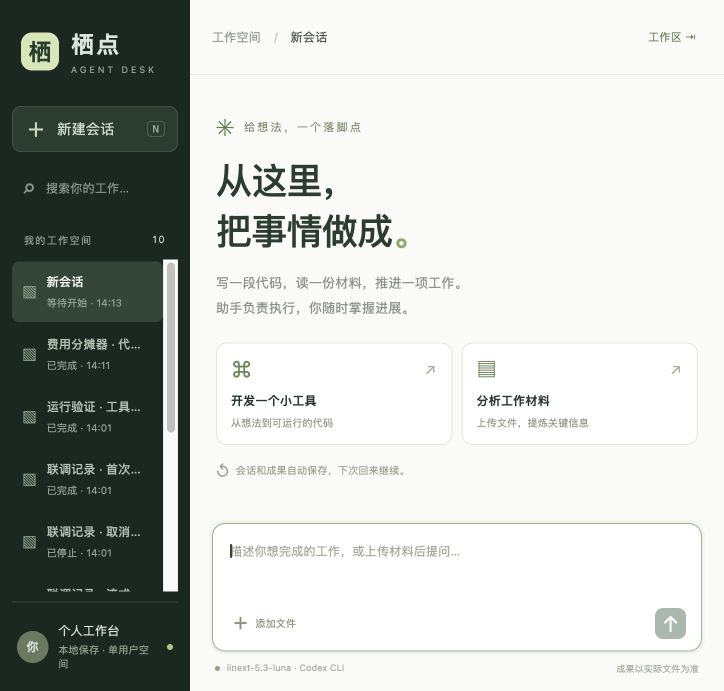 栖
栖点
AGENT DESK
新建会话
N
搜索你的工作...
我的工作空间
10
新会话
等待开始 · 14:13
费用分摊器 · 代...
已完成 · 14:11
运行验证 · 工具...
已完成 · 14:01
联调记录 · 首次...
已完成 · 14:01
联调记录 · 取消...
已停止 · 14:01
你
个人工作台
本地保存 · 单用户空
间
工作空间 / 新会话
工作区
给想法，一个落脚点
从这里，
把事情做成。
写一段代码，读一份材料，推进一项工作。
助手负责执行，你随时掌握进展。
开发一个小工具
从想法到可运行的代码
分析工作材料
上传文件，提炼关键信息
会话和成果自动保存，下次回来继续。
描述你想完成的工作，或上传材料后提问...
添加文件
linext-5.3-luna · Codex CLI
成果以实际文件为准